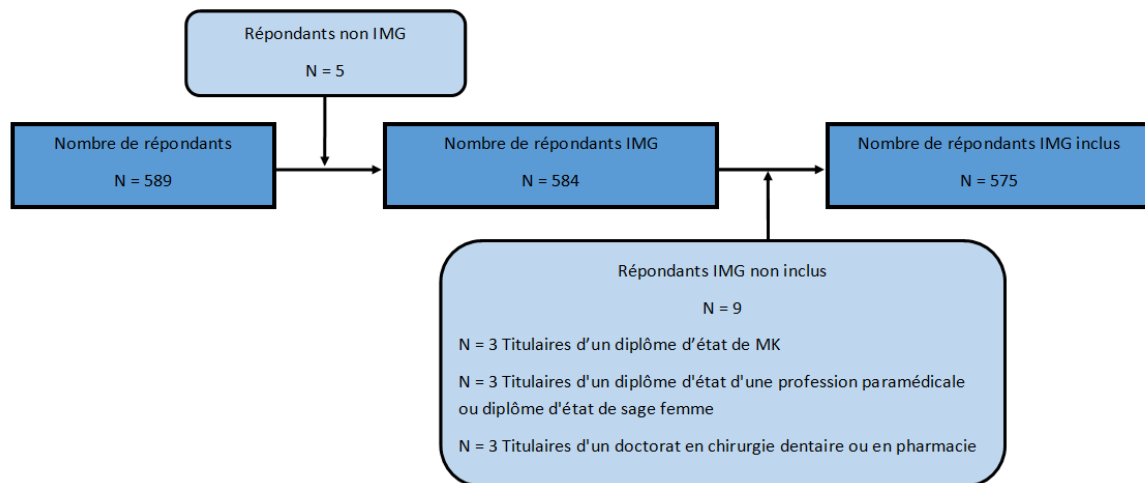 Répondants non IMG
N = 5
Nombre de répondants
N = 589
Nombre de répondants IMG
N = 584
Nombre de répondants IMG inclus
N = 575
Répondants IMG non inclus
N = 9
N = 3 Titulaires d’un diplôme d’état de MK
N = 3 Titulaires d'un diplôme d'état d'une profession paramédicale
ou diplôme d'état de sage femme
N = 3 Titulaires d'un doctorat en chirurgie dentaire ou en pharmacie